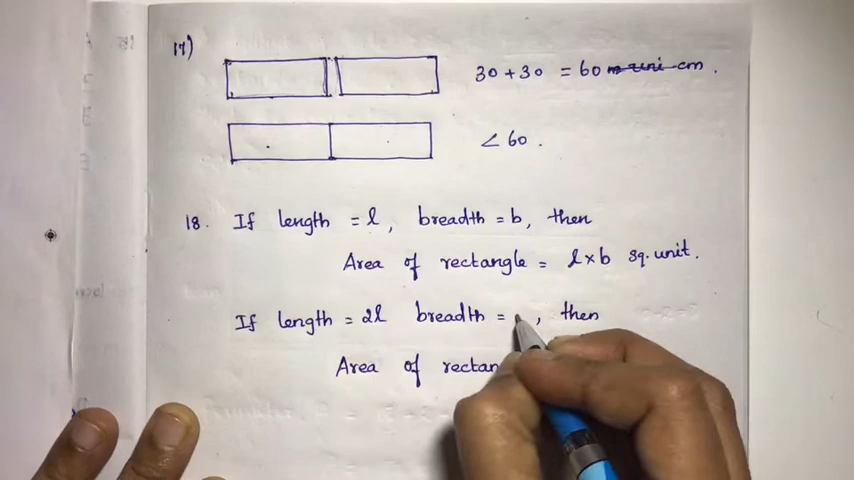 17)
30 + 30 = 60 cm.
< 60.
18. If length = l, breadth = b, then
Area of rectangle = l × b sq. unit.
If length = 2l breadth = , then
Area of rectan